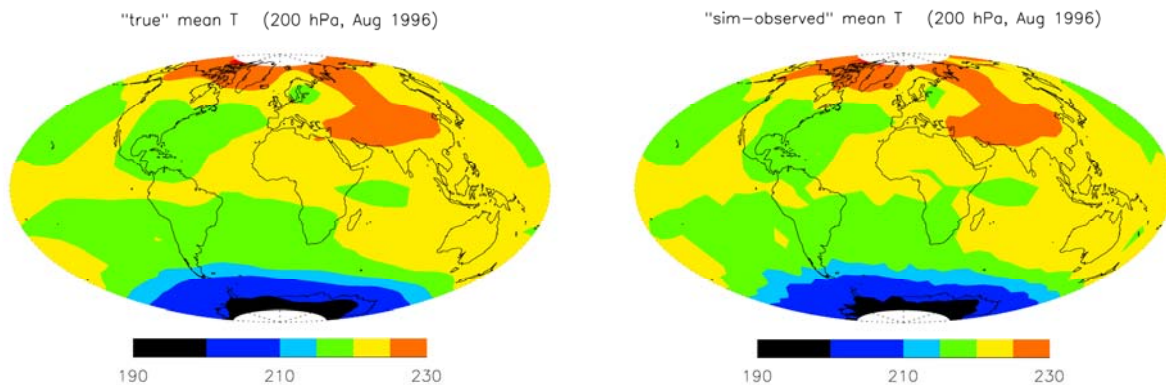 "true" mean T (200 hPa, Aug 1996)
"sim-observed" mean T (200 hPa, Aug 1996)
190 210 230
190 210 230